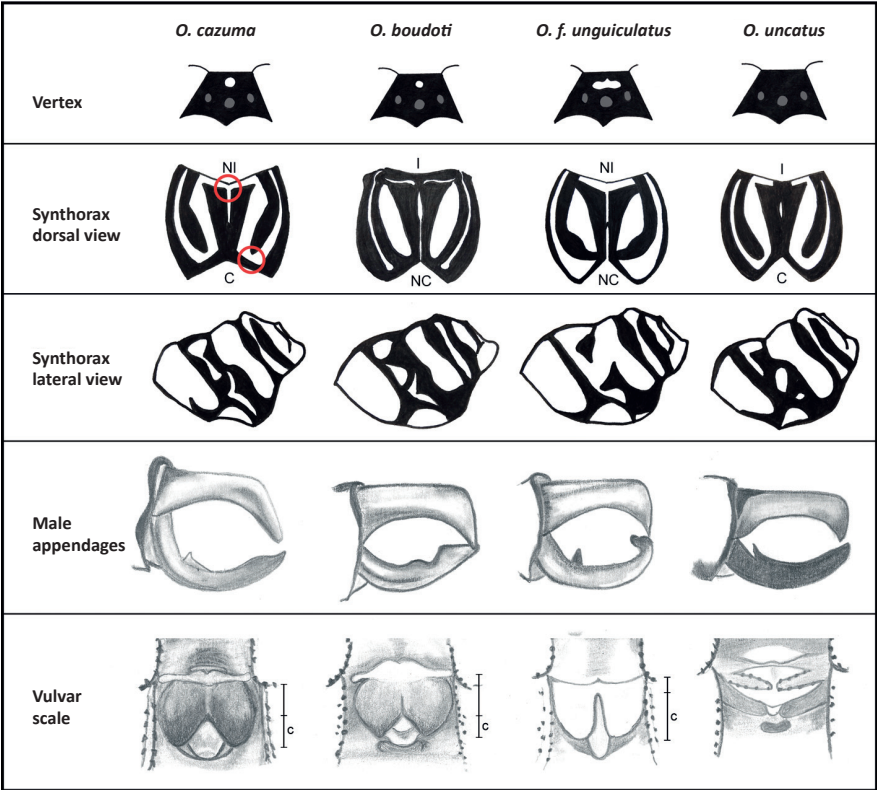 O. cazuma O. boudoti O. f. unguiculatus O. uncatus
Vertex
NI I NI I
Synthorax
dorsal view
C NC NC C
Synthorax
lateral view
Male
appendages
Vulvar
scale
c c c